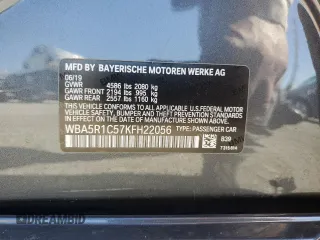 MFD BY BAYERISCHE MOTOREN WERKE AG
06/19
GVWR 4586 lbs 2080 kg
GAWR FRONT 2194 lbs 995 kg
GAWR REAR 2557 lbs 1160 kg
THIS VEHICLE CONFORMS TO ALL APPLICABLE
U.S. FEDERAL MOTOR VEHICLE SAFETY, BUMPER,
AND THEFT PREVENTION STANDARDS IN EFFECT
ON THE DATE OF MANUFACTURE SHOWN ABOVE.
WBA5R1C57KFH22056 TYPE: PASSENGER CAR
B39
DREAMBID